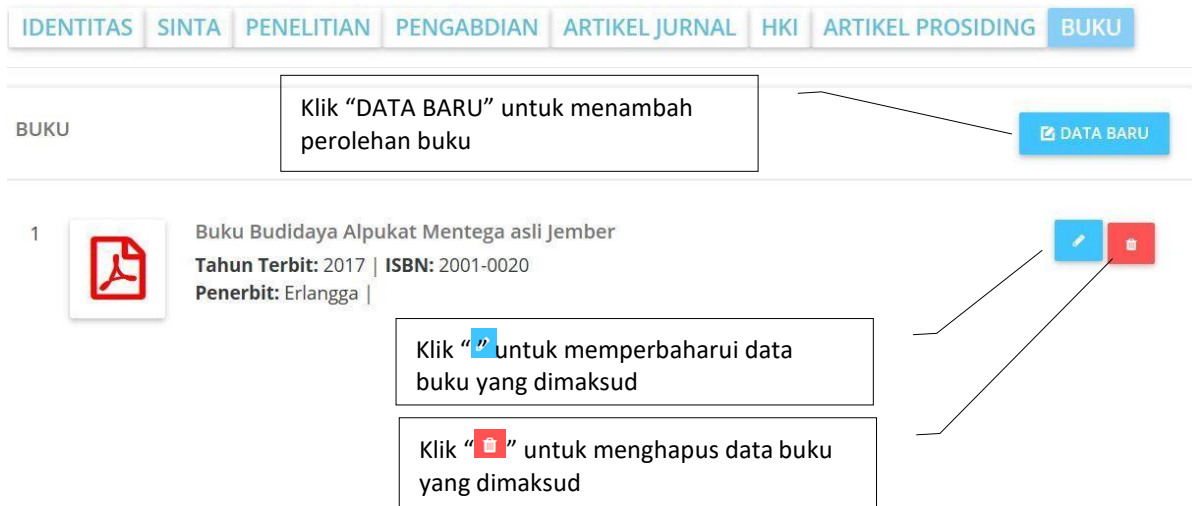 IDENTITAS SINTA PENELITIAN PENGABDIAN ARTIKEL JURNAL HKI ARTIKEL PROSIDING BUKU
Klik “DATA BARU” untuk menambah
perolehan buku
BUKU
DATA BARU
1
Buku Budidaya Alpukat Mentega asli Jember
Tahun Terbit: 2017 | ISBN: 2001-0020
Penerbit: Erlangga |
Klik “ ” untuk memperbaharui data
buku yang dimaksud
Klik “ ” untuk menghapus data buku
yang dimaksud